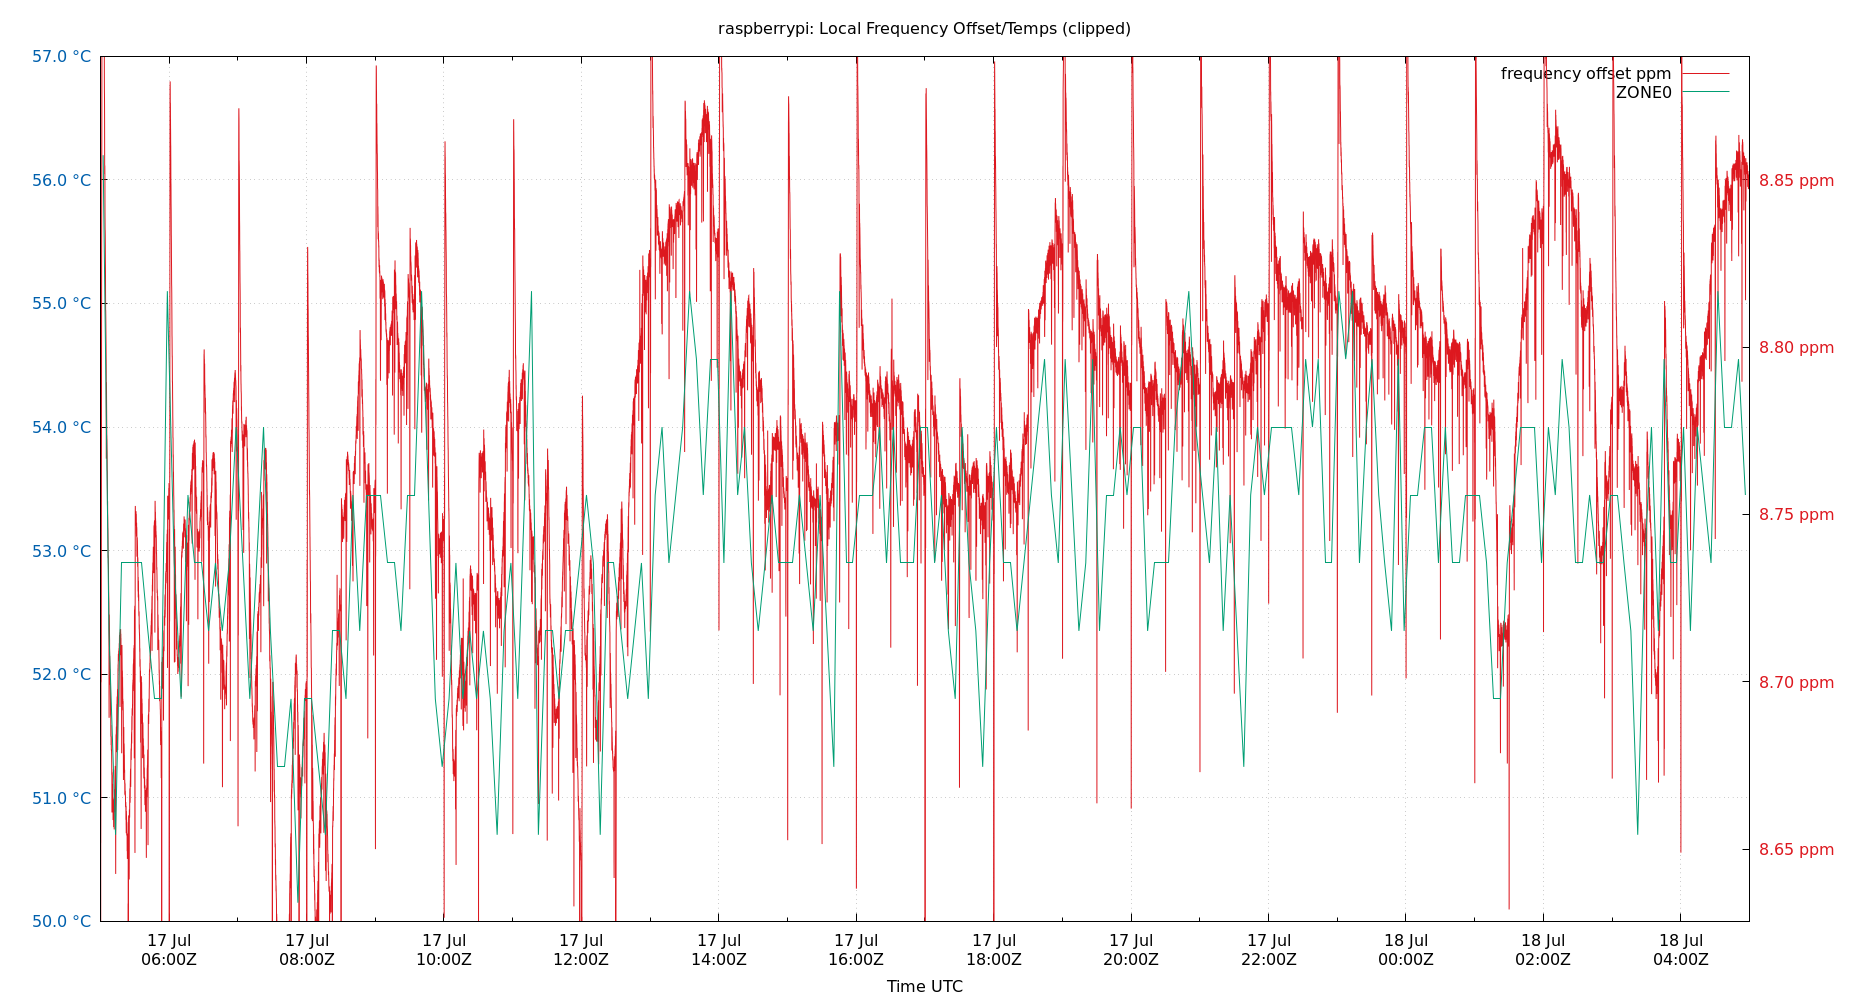 raspberrypi: Local Frequency Offset/Temps (clipped)
frequency offset ppm
ZONE0
57.0 °C
56.0 °C
55.0 °C
54.0 °C
53.0 °C
52.0 °C
51.0 °C
50.0 °C
8.85 ppm
8.80 ppm
8.75 ppm
8.70 ppm
8.65 ppm
17 Jul 17 Jul 17 Jul 17 Jul 17 Jul 17 Jul 17 Jul 17 Jul 17 Jul 18 Jul 18 Jul 18 Jul
06:00Z 08:00Z 10:00Z 12:00Z 14:00Z 16:00Z 18:00Z 20:00Z 22:00Z 00:00Z 02:00Z 04:00Z
Time UTC